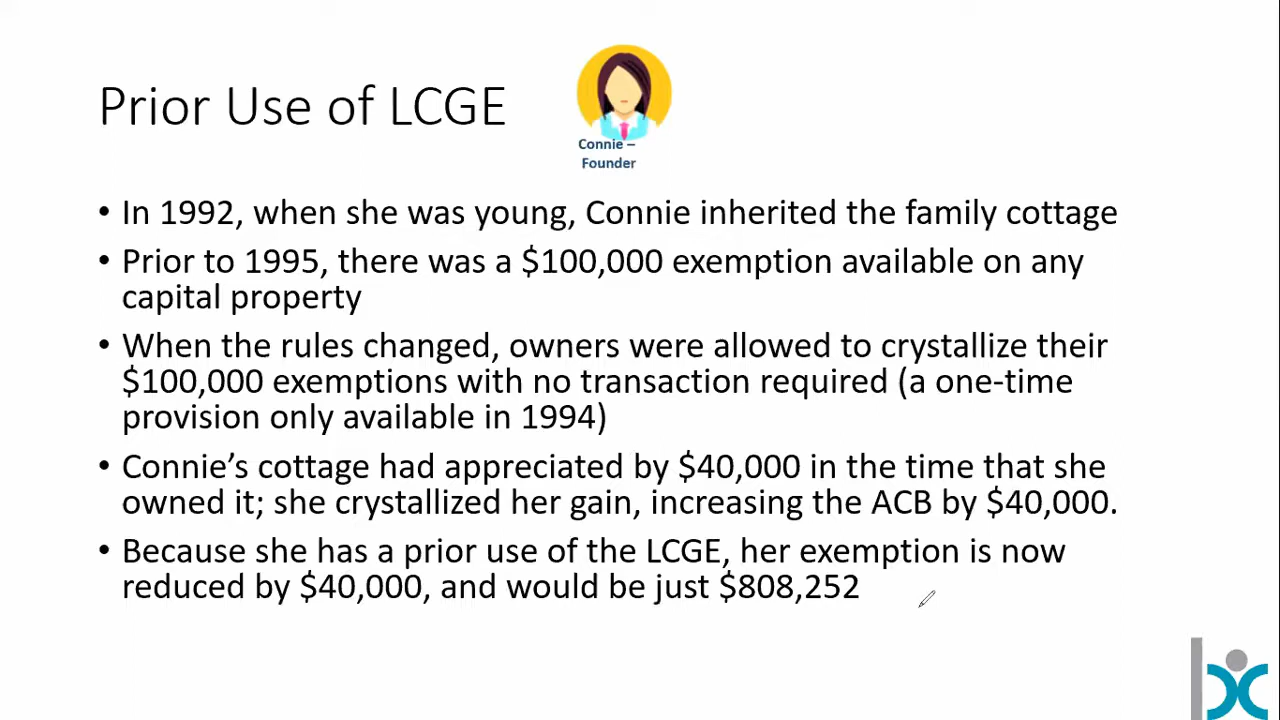 Prior Use of LCGE
Connie –
Founder
• In 1992, when she was young, Connie inherited the family cottage
• Prior to 1995, there was a $100,000 exemption available on any
capital property
• When the rules changed, owners were allowed to crystallize their
$100,000 exemptions with no transaction required (a one-time
provision only available in 1994)
• Connie’s cottage had appreciated by $40,000 in the time that she
owned it; she crystallized her gain, increasing the ACB by $40,000.
• Because she has a prior use of the LCGE, her exemption is now
reduced by $40,000, and would be just $808,252